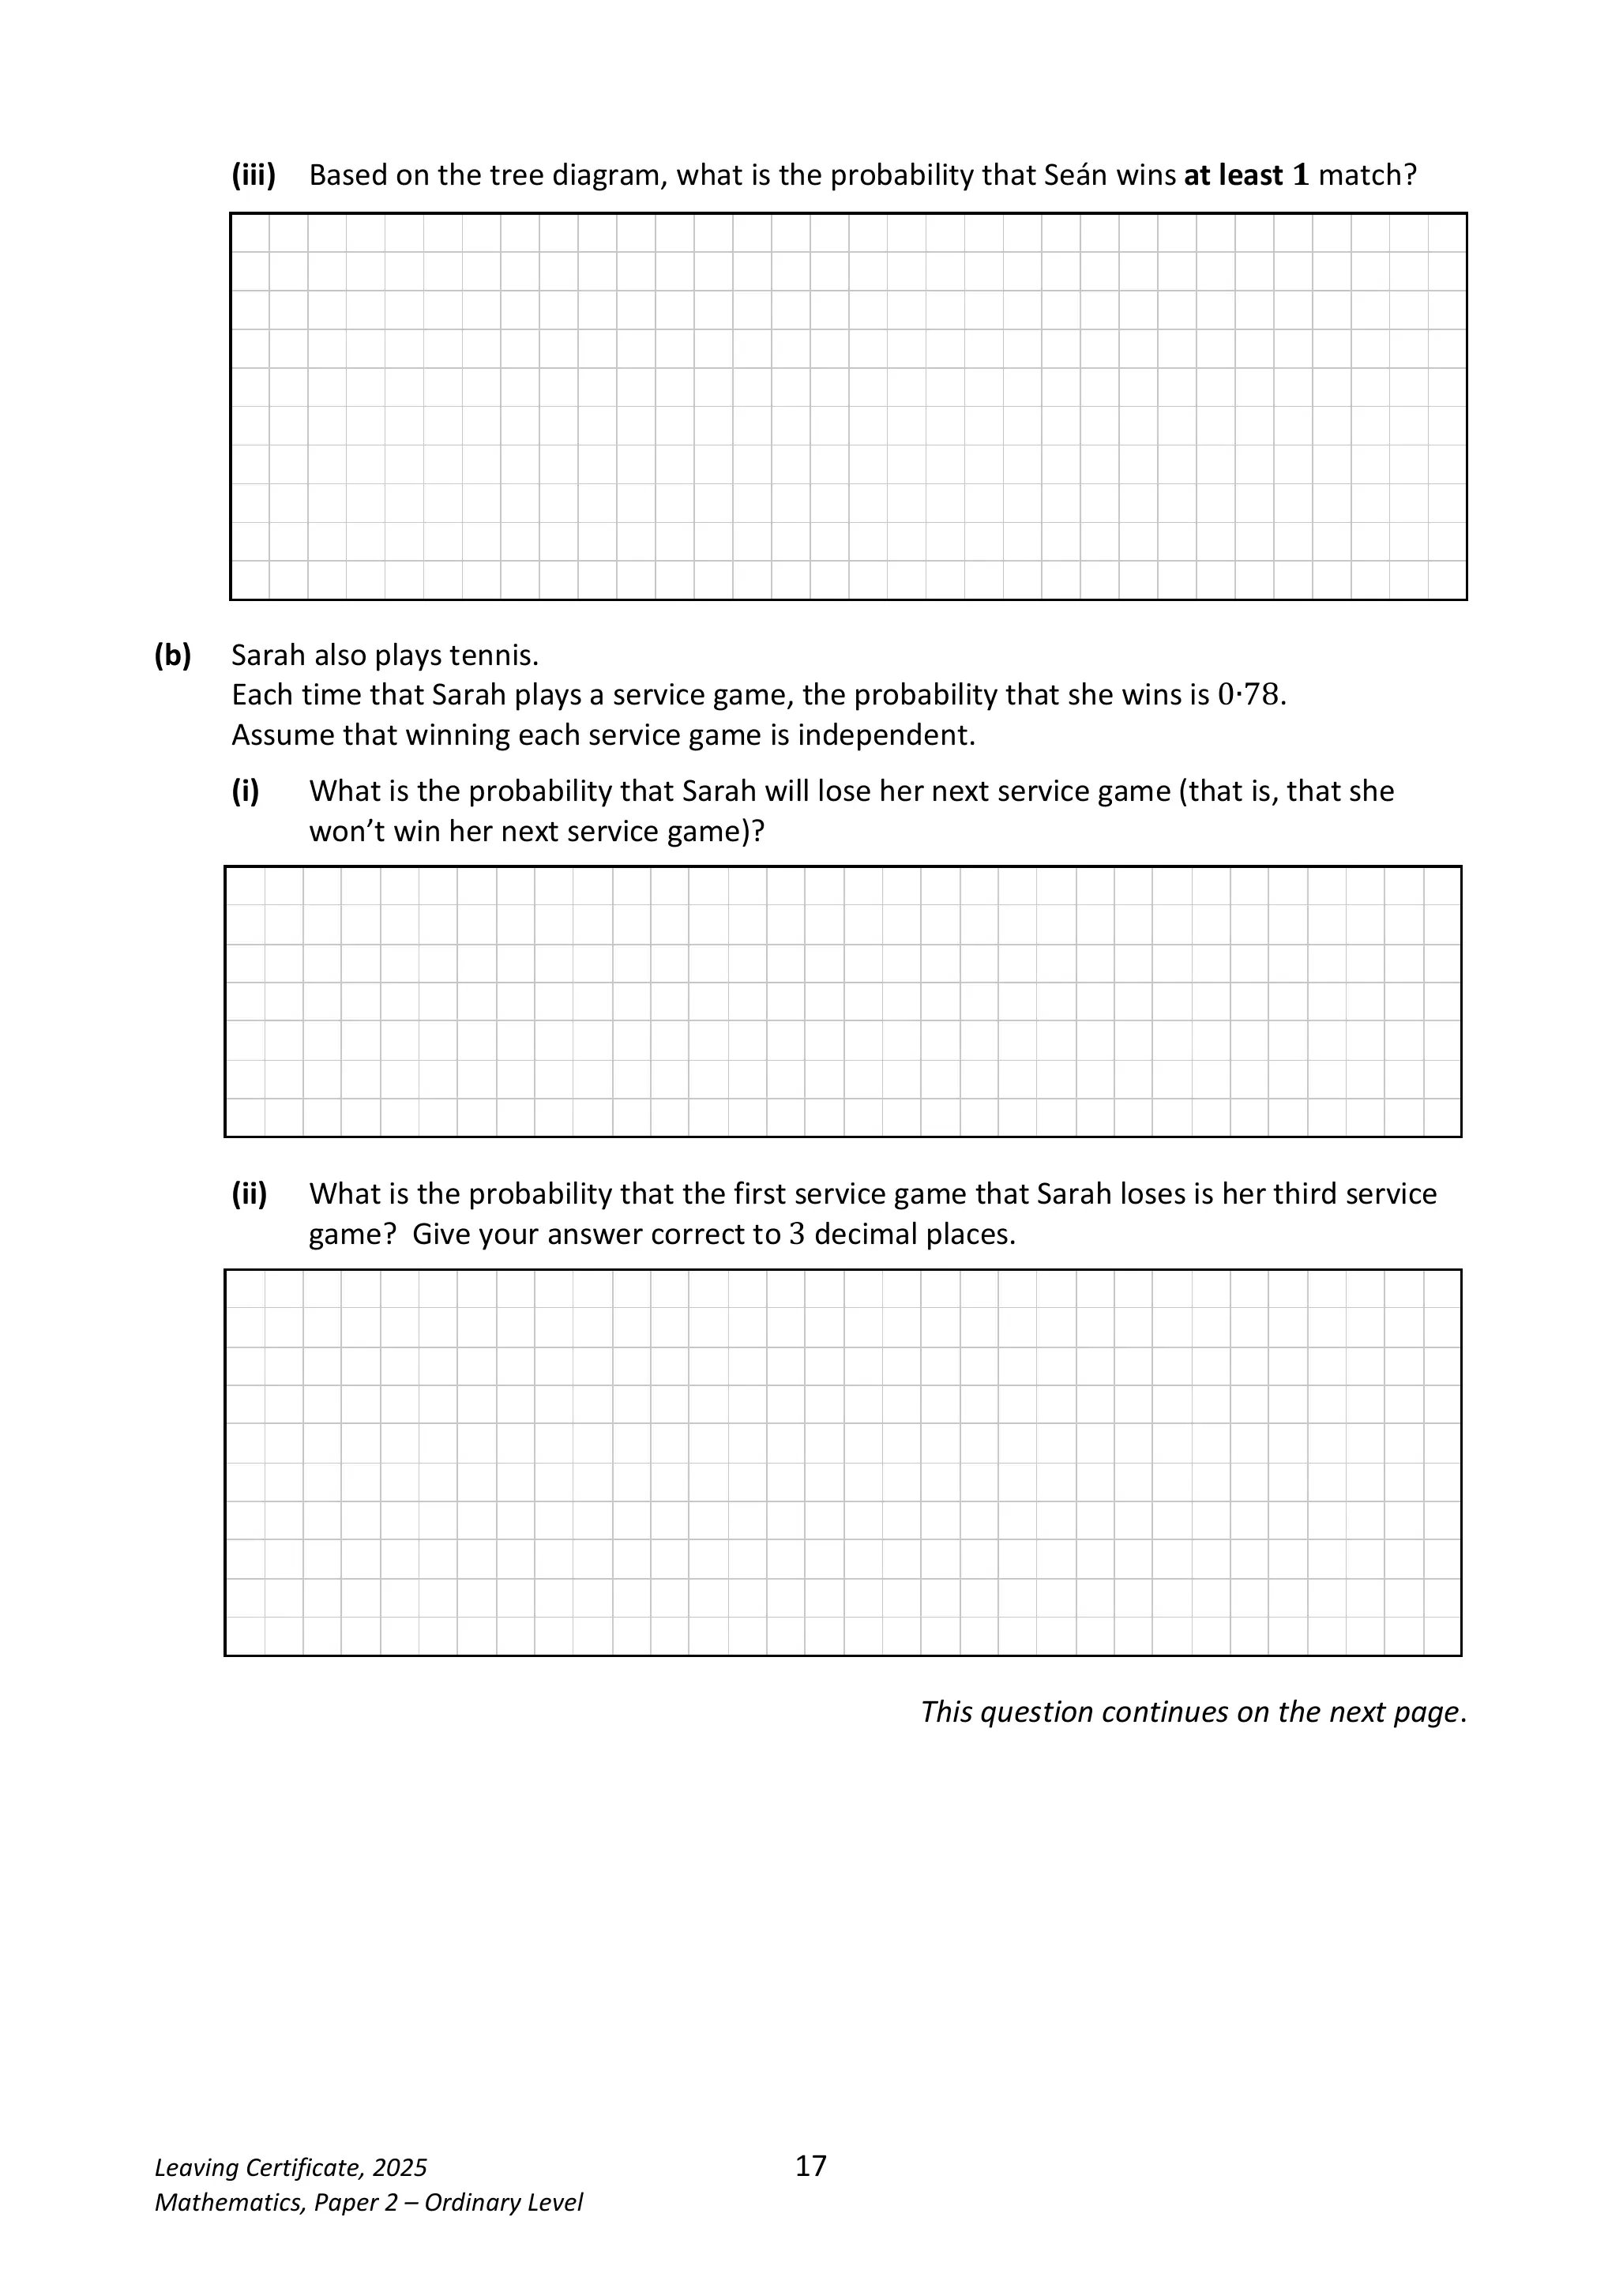 (iii) Based on the tree diagram, what is the probability that Seán wins at least 1 match?
(b) Sarah also plays tennis.
Each time that Sarah plays a service game, the probability that she wins is 0·78.
Assume that winning each service game is independent.
(i) What is the probability that Sarah will lose her next service game (that is, that she
won’t win her next service game)?
(ii) What is the probability that the first service game that Sarah loses is her third service
game? Give your answer correct to 3 decimal places.
This question continues on the next page.
Leaving Certificate, 2025 17
Mathematics, Paper 2 – Ordinary Level